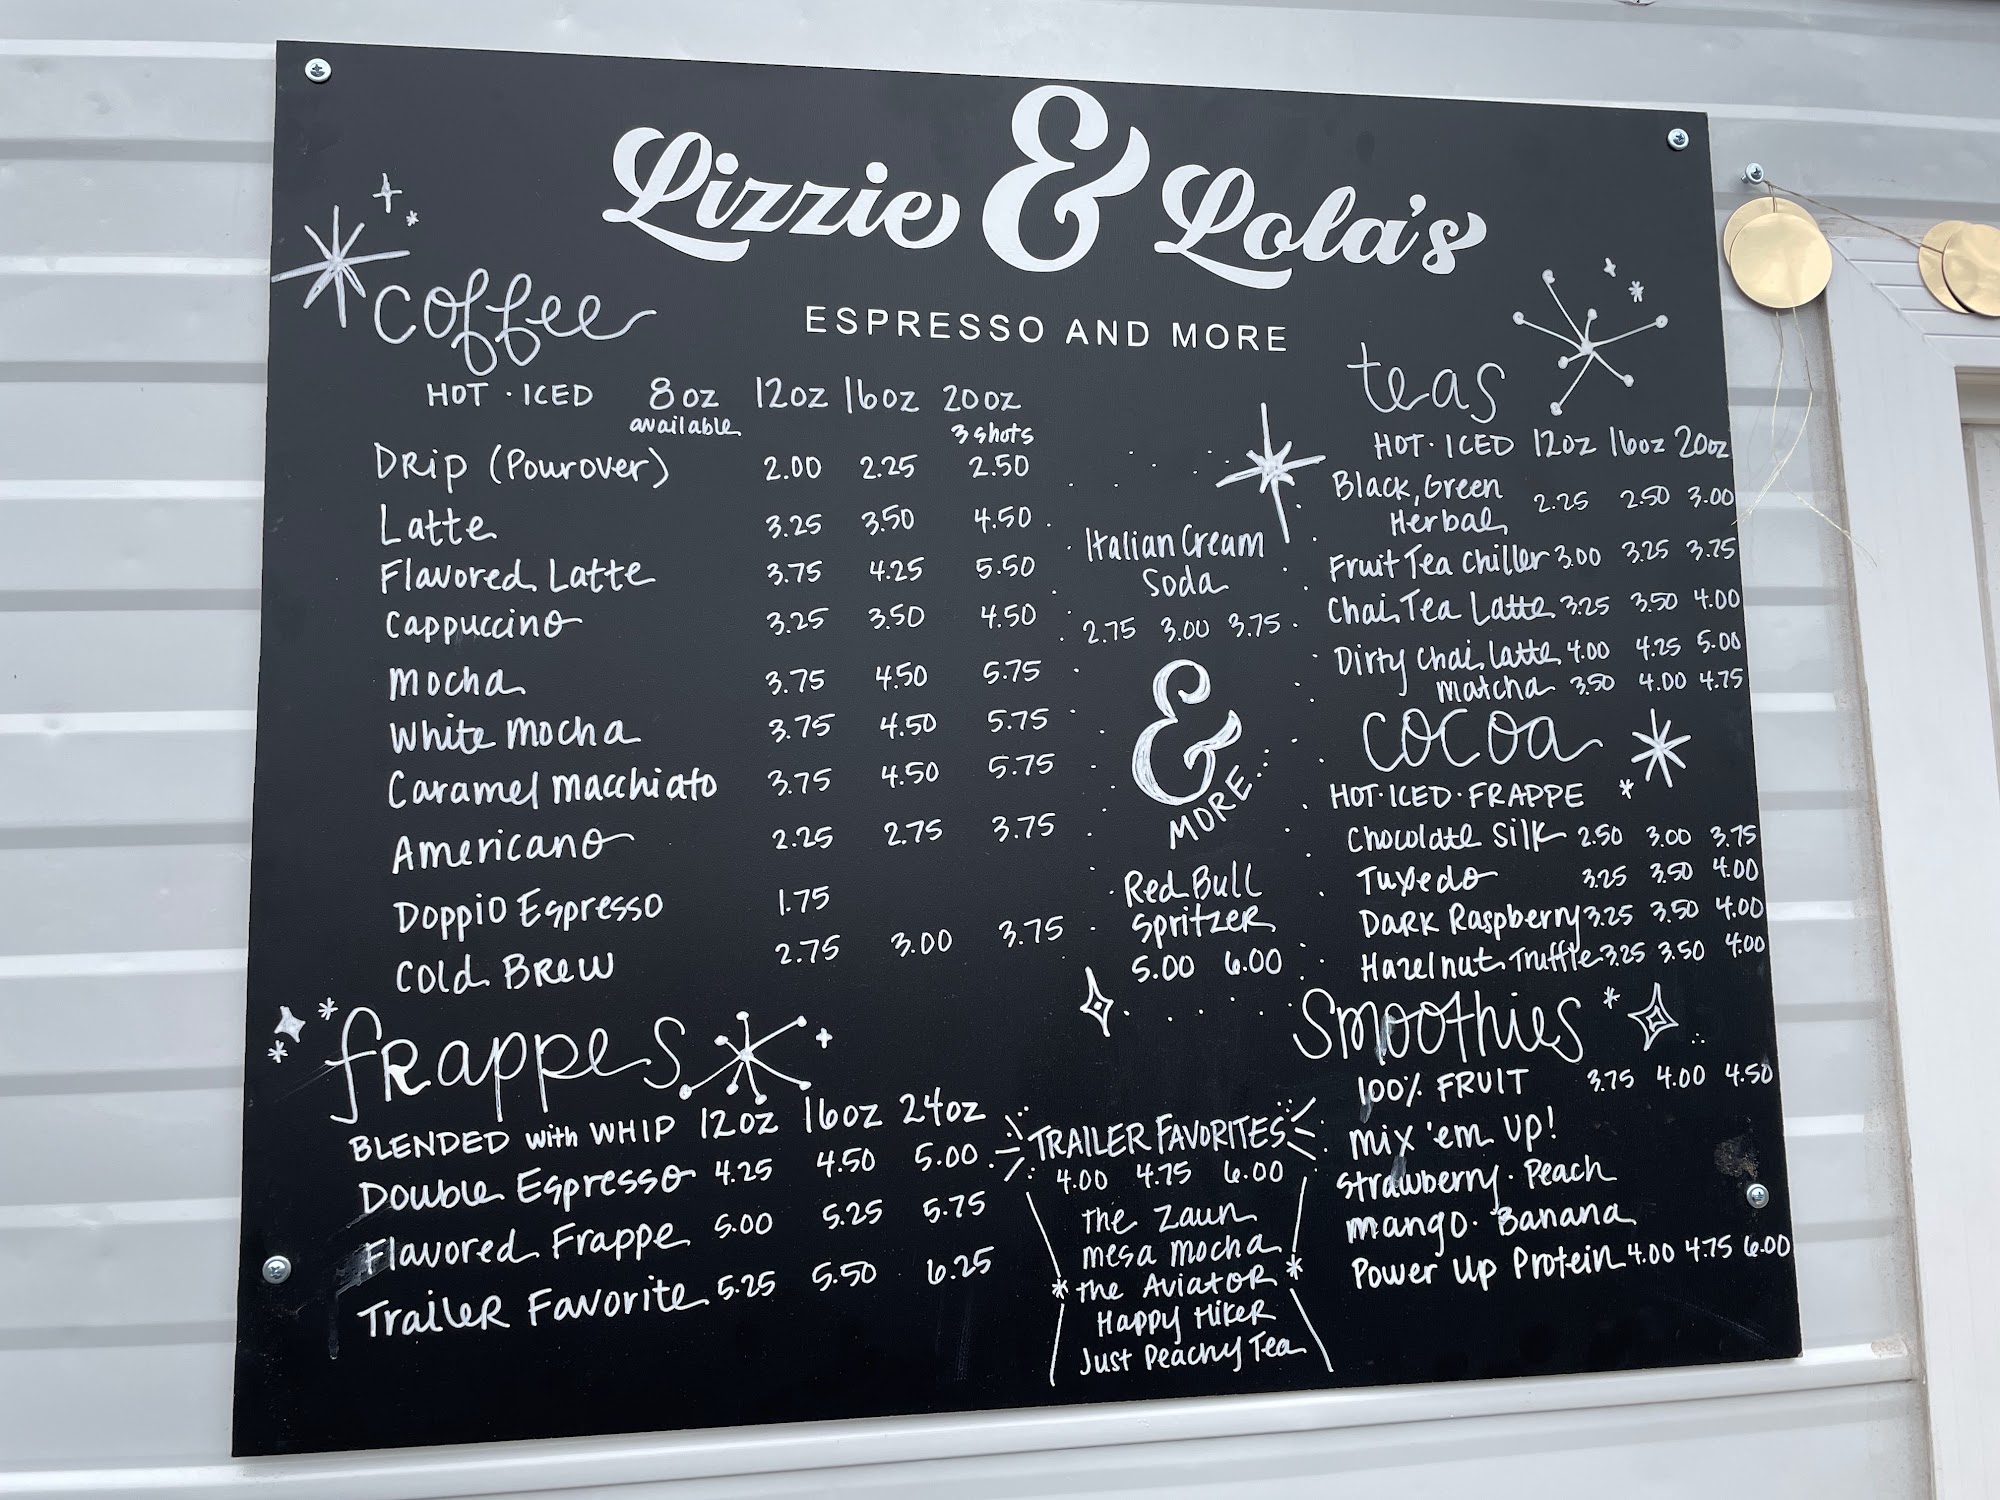 Lizzie & Lola's
ESPRESSO AND MORE
coffee
HOT · ICED 8oz 12oz 16oz 20oz
available 3 shots
Drip (Pourover) 2.00 2.25 2.50
Latte 3.25 3.50 4.50
Flavored Latte 3.75 4.25 5.50
Cappuccino 3.25 3.50 4.50
Mocha 3.75 4.50 5.75
White Mocha 3.75 4.50 5.75
Caramel Macchiato 3.75 4.50 5.75
Americano 2.25 2.75 3.75
Doppio Espresso 1.75
Cold Brew 2.75 3.00 3.75
frappes
BLENDED with WHIP 12oz 16oz 24oz
Double Espresso 4.25 4.50 5.00
Flavored Frappe 5.00 5.25 5.75
Trailer Favorite 5.25 5.50 6.25
Italian Cream
Soda
2.75 3.00 3.75
&
MORE...
Red Bull
Spritzer
5.00 6.00
TRAILER FAVORITES
4.00 4.75 6.00
The Zaun
Mesa Mocha
* The Aviator *
Happy Hiker
Just Peachy Tea
teas
HOT · ICED 12oz 16oz 20oz
Black, Green
Herbal 2.25 2.50 3.00
Fruit Tea Chiller 3.00 3.25 3.75
Chai Tea Latte 3.25 3.50 4.00
Dirty Chai Latte 4.00 4.25 5.00
Matcha 3.50 4.00 4.75
cocoa
HOT · ICED · FRAPPE
Chocolate Silk 2.50 3.00 3.75
Tuxedo 3.25 3.50 4.00
Dark Raspberry 3.25 3.50 4.00
Hazelnut Truffle 3.25 3.50 4.00
Smoothies
100% FRUIT 3.75 4.00 4.50
Mix 'em up!
Strawberry · Peach
Mango · Banana
Power Up Protein 4.00 4.75 6.00